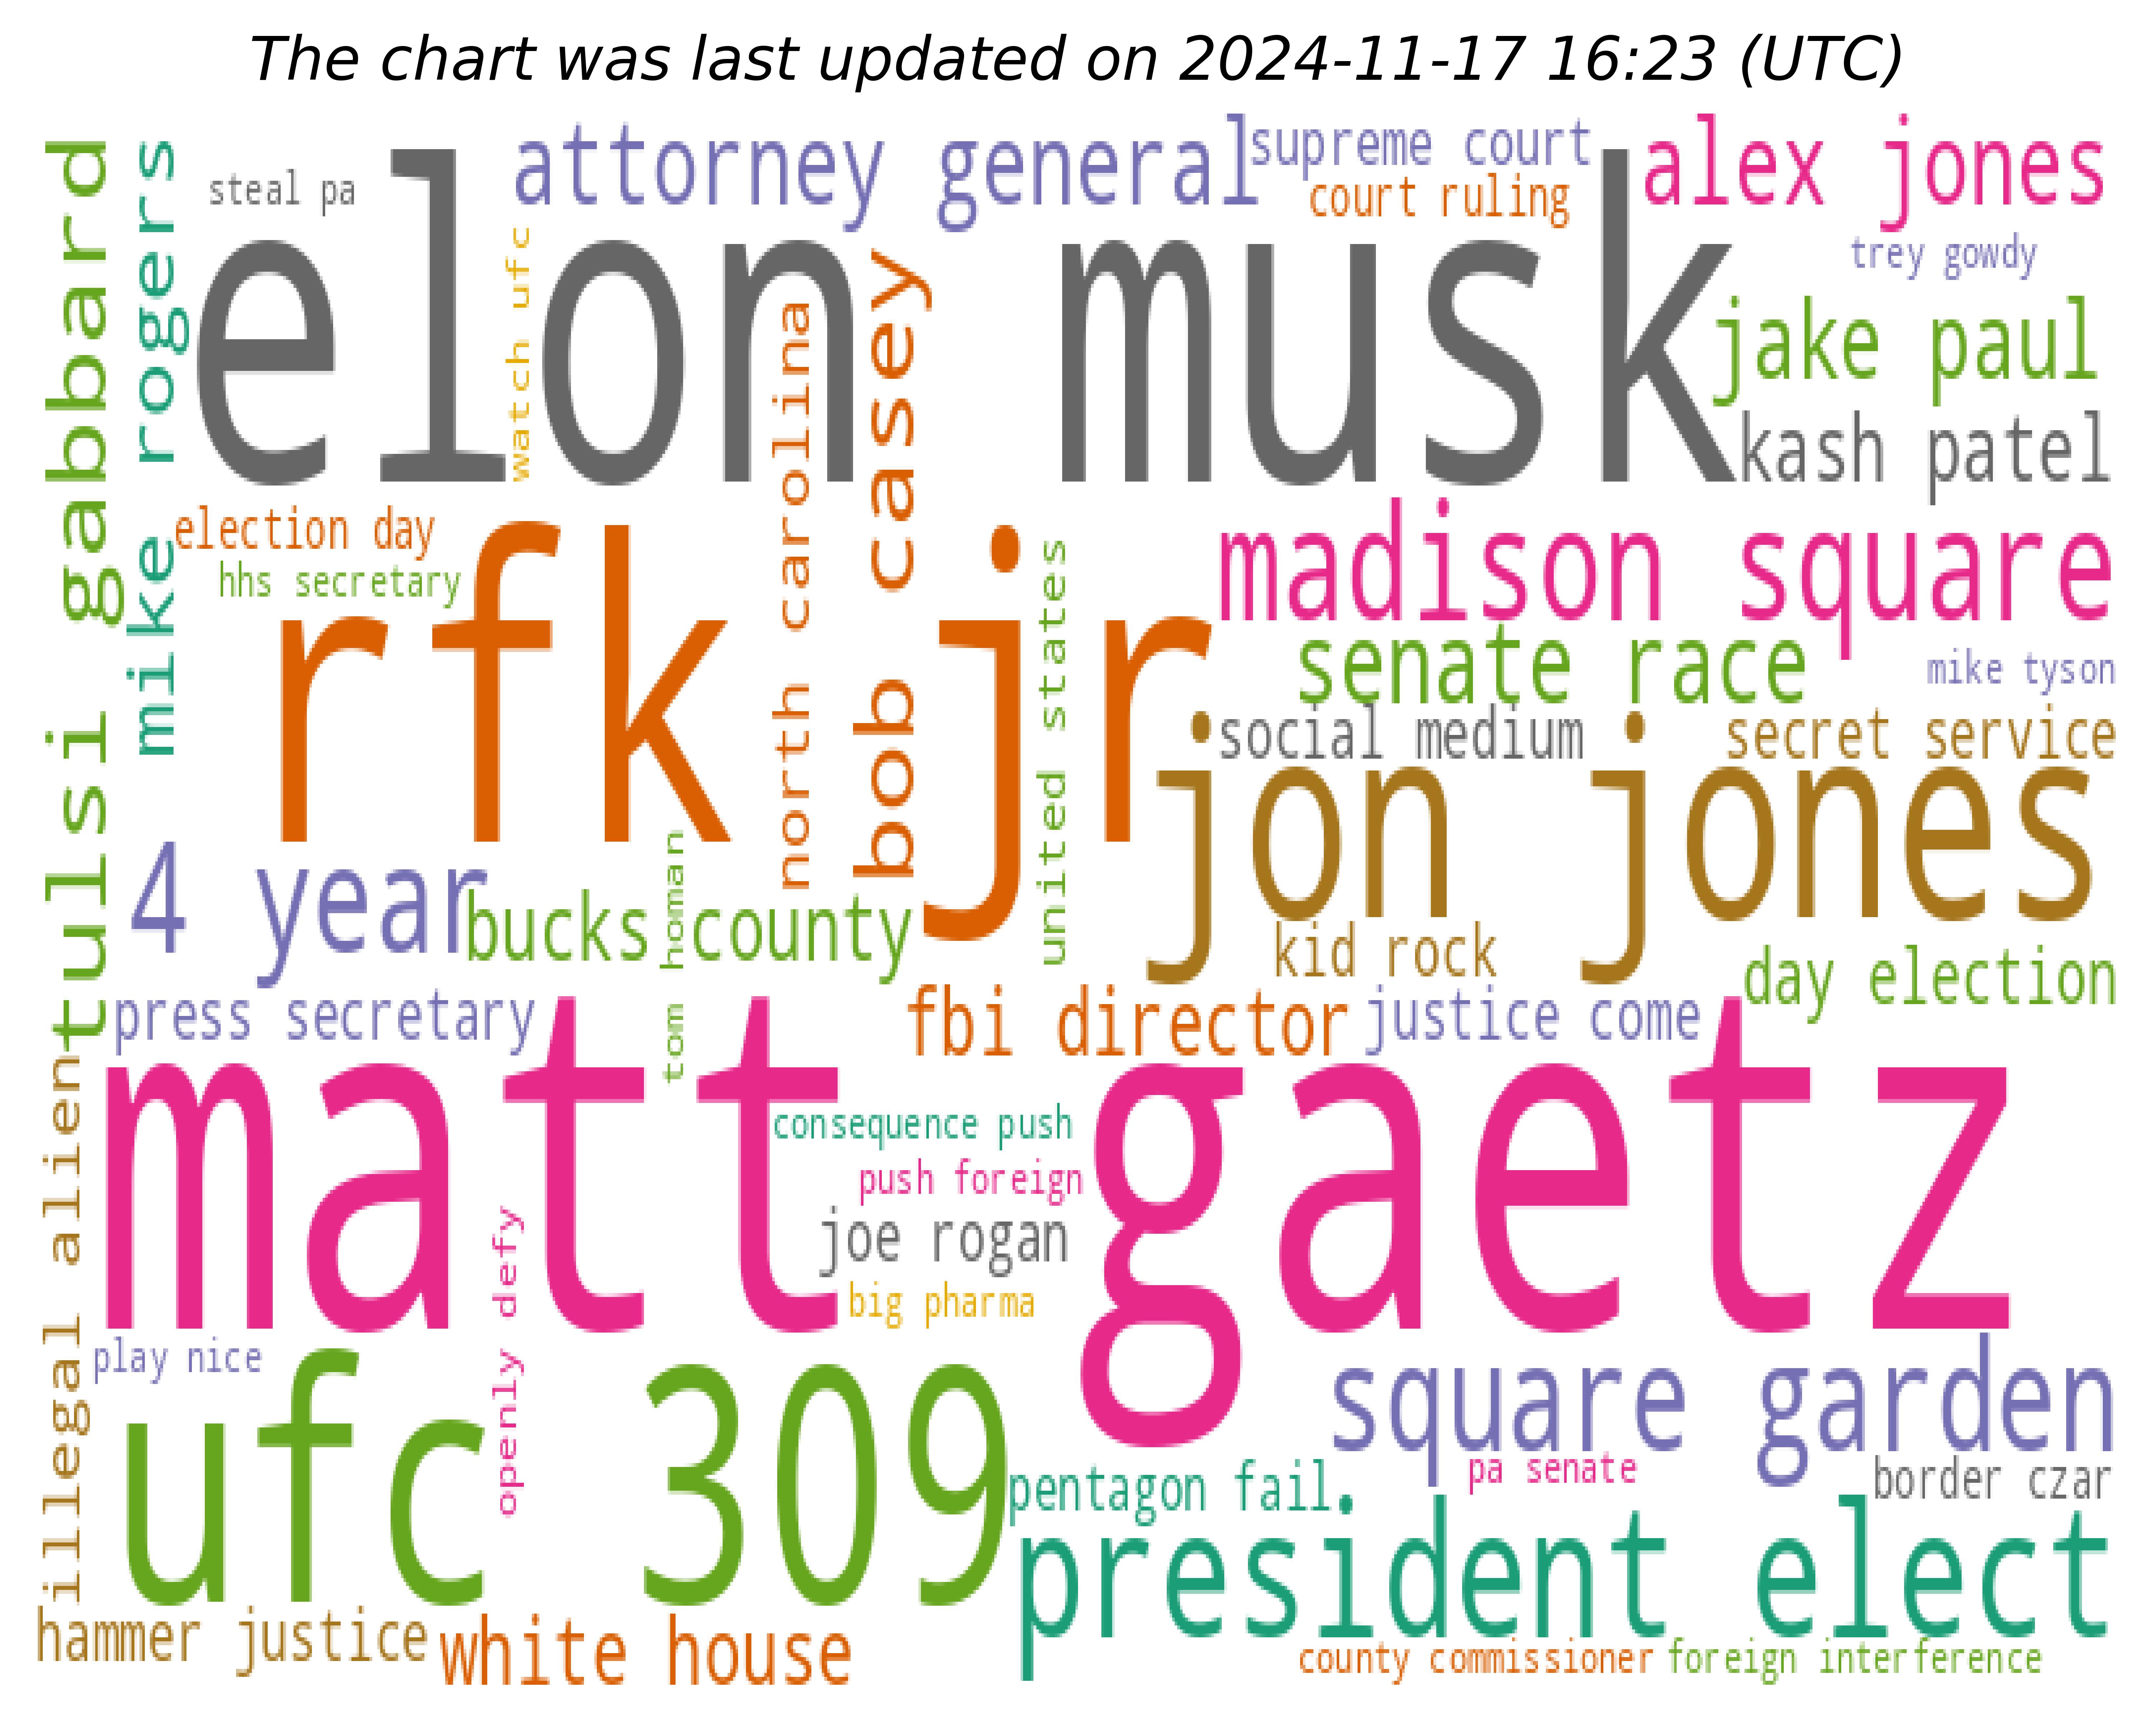 The chart was last updated on 2024-11-17 16:23 (UTC)
attorney general
supreme court
alex jones
steal pa
court ruling
trey gowdy
tulsi gabbard
mike rogers
elon musk
watch ufc
jake paul
kash patel
north carolina
bob casey
election day
hhs secretary
rfk jr
united states
madison square
senate race
mike tyson
social medium
secret service
jon jones
4 year
bucks county
tom homan
kid rock
day election
press secretary
fbi director
justice come
matt gaetz
illegal alien
consequence push
push foreign
joe rogan
big pharma
openly defy
play nice
ufc 309
square garden
pentagon fail
pa senate
border czar
president elect
hammer justice
white house
county commissioner
foreign interference